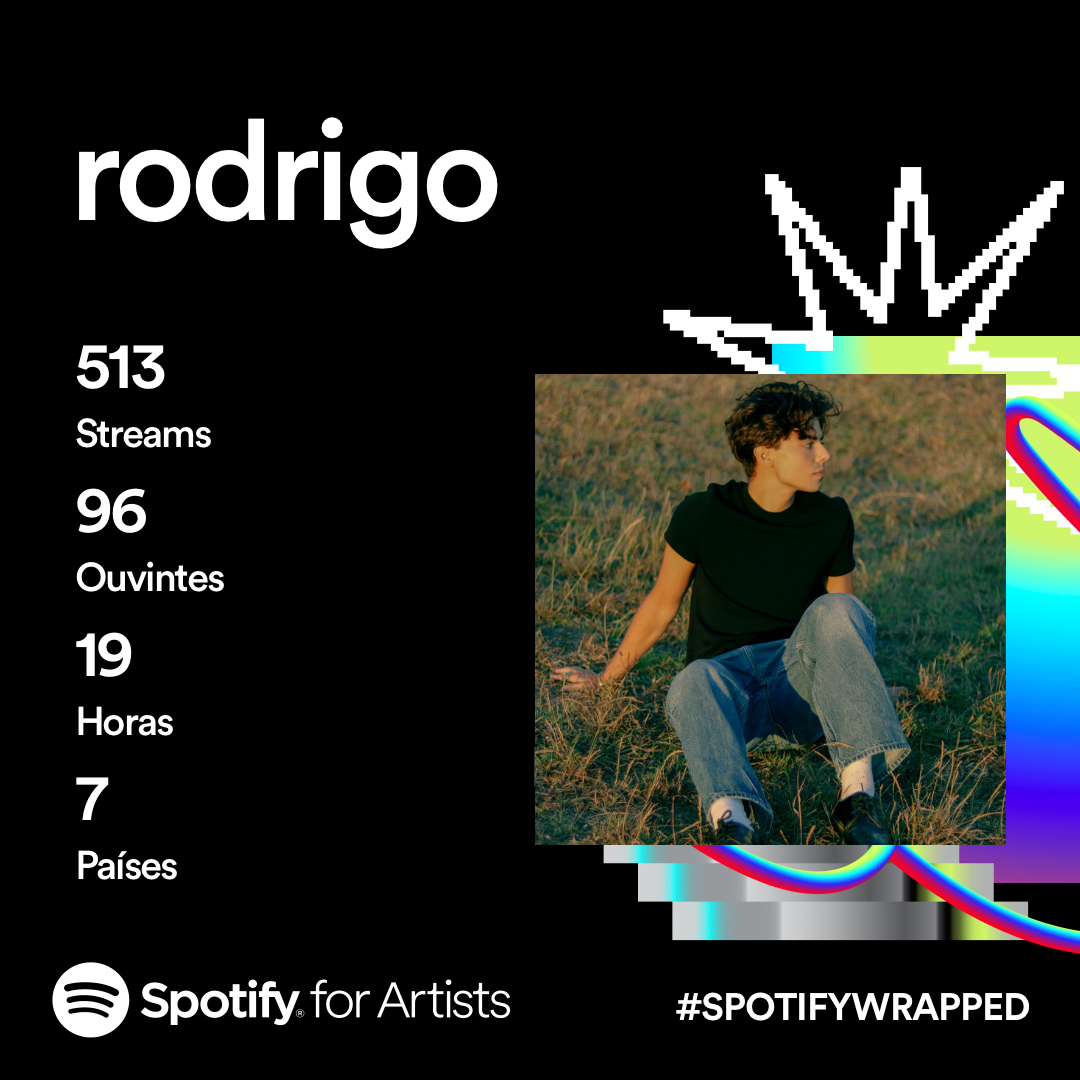 rodrigo
513
Streams
96
Ouvintes
19
Horas
7
Países
Spotify® for Artists
#SPOTIFYWRAPPED